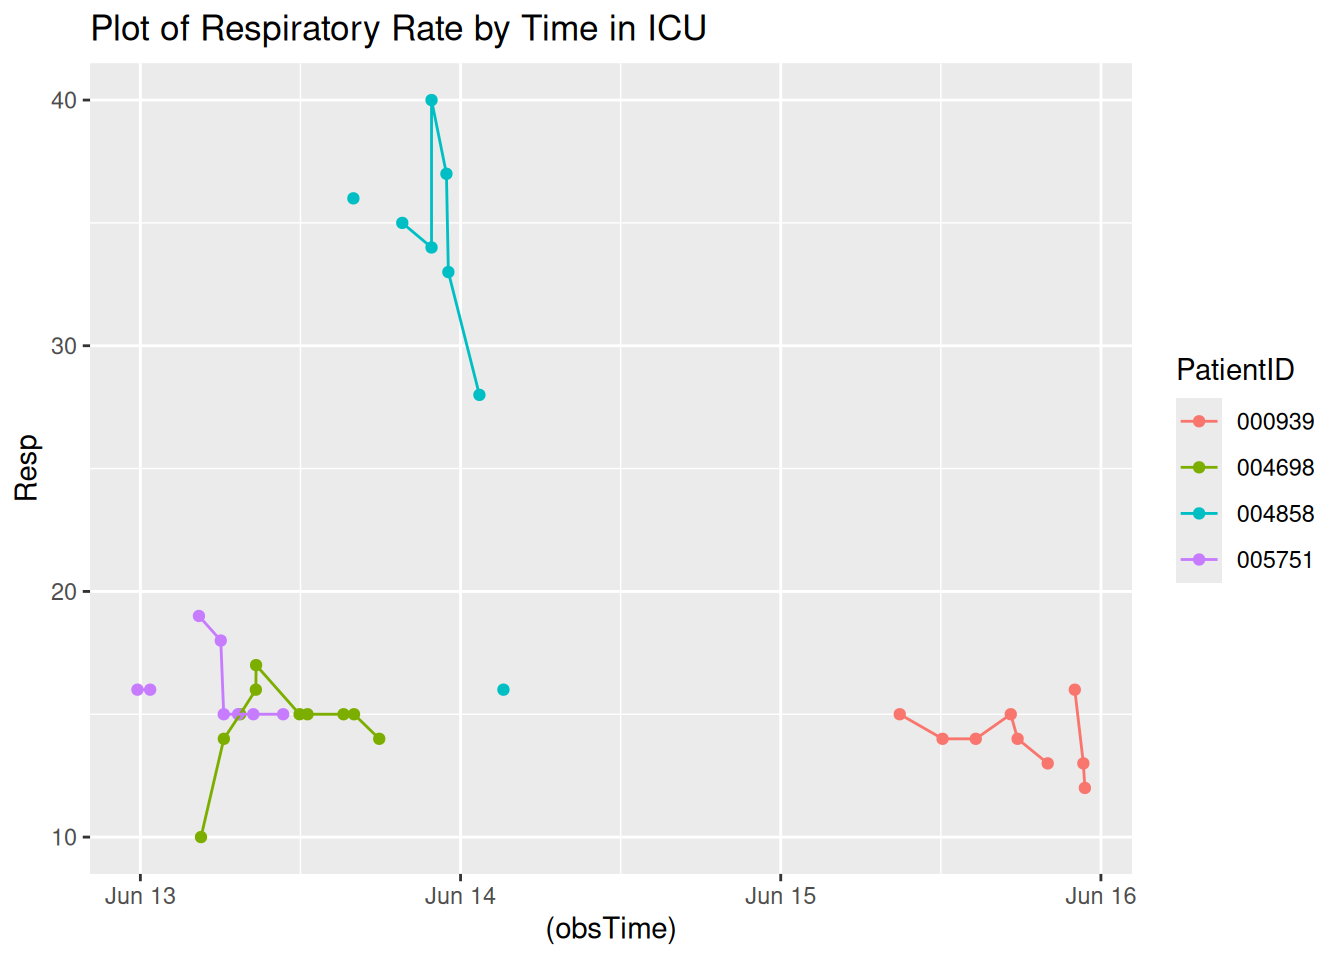 Plot of Respiratory Rate by Time in ICU
40
30
20
10
Resp
Jun 13
Jun 14
Jun 15
Jun 16
(obsTime)
PatientID
000939
004698
004858
005751